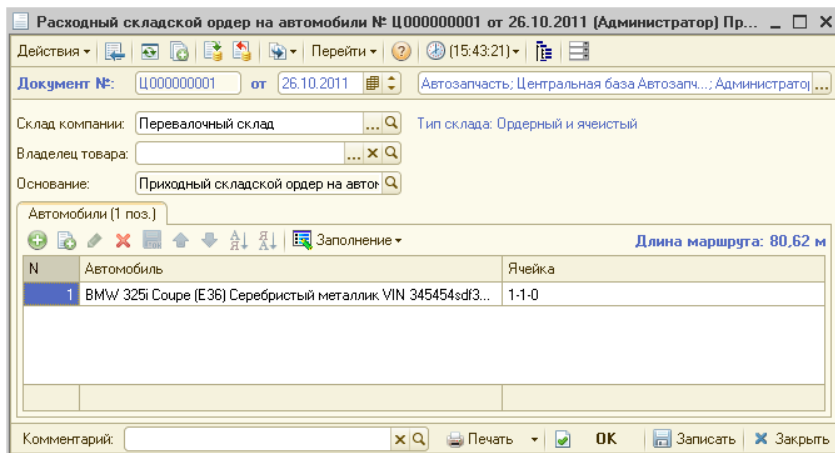 Расходный складской ордер на автомобили № Ц000000001 от 26.10.2011 (Администратор) Пр...
Действия Перейти (15:43:21)
Документ №: Ц000000001 от 26.10.2011 Автозапчасть; Центральная база Автозапч...; Администратор ...
Склад компании: Перевалочный склад ... Тип склада: Ордерный и ячеистый
Владелец товара: ...
Основание: Приходный складской ордер на автом
Автомобили (1 поз.)
Заполнение Длина маршрута: 80,62 м
N Автомобиль Ячейка
1 BMW 325i Coupe (E36) Серебристый металлик VIN 345454sdf3... 1-1-0
Комментарий: Печать OK Записать Закрыть